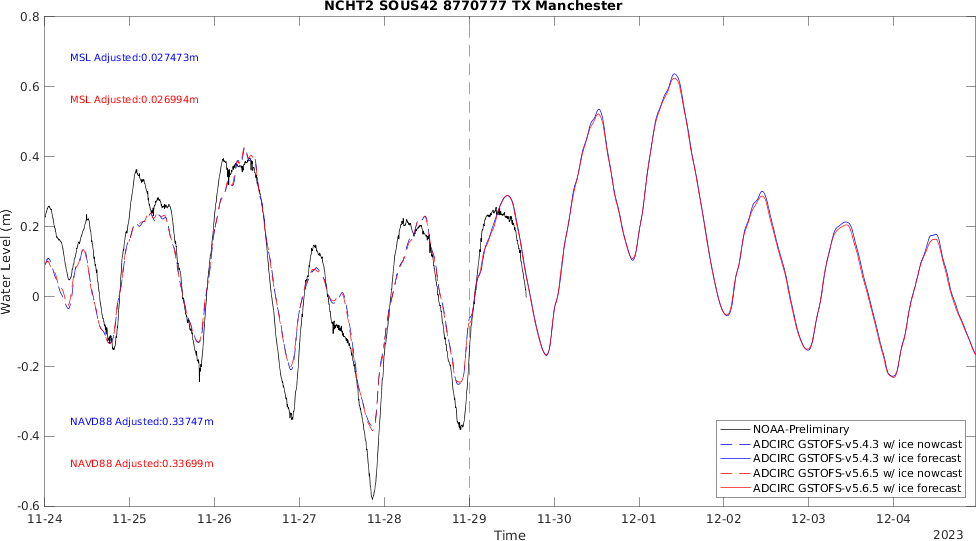 NCHT2 SOUS42 8770777 TX Manchester
0.8
0.6
0.4
0.2
0
-0.2
-0.4
-0.6
Water Level (m)
MSL Adjusted:0.027473m
MSL Adjusted:0.026994m
NAVD88 Adjusted:0.33747m
NAVD88 Adjusted:0.33699m
NOAA-Preliminary
ADCIRC GSTOFS-v5.4.3 w/ ice nowcast
ADCIRC GSTOFS-v5.4.3 w/ ice forecast
ADCIRC GSTOFS-v5.6.5 w/ ice nowcast
ADCIRC GSTOFS-v5.6.5 w/ ice forecast
11-24 11-25 11-26 11-27 11-28 11-29 11-30 12-01 12-02 12-03 12-04
Time
2023